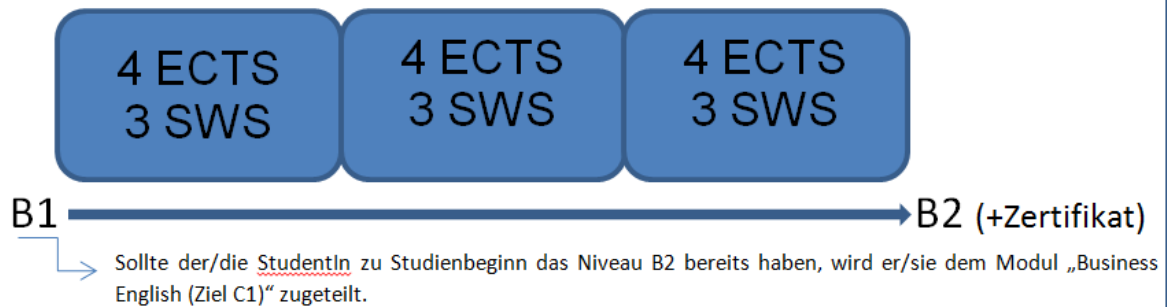 4 ECTS
3 SWS
4 ECTS
3 SWS
4 ECTS
3 SWS
B1
B2 (+Zertifikat)
Sollte der/die StudentIn zu Studienbeginn das Niveau B2 bereits haben, wird er/sie dem Modul „Business
English (Ziel C1)“ zugeteilt.